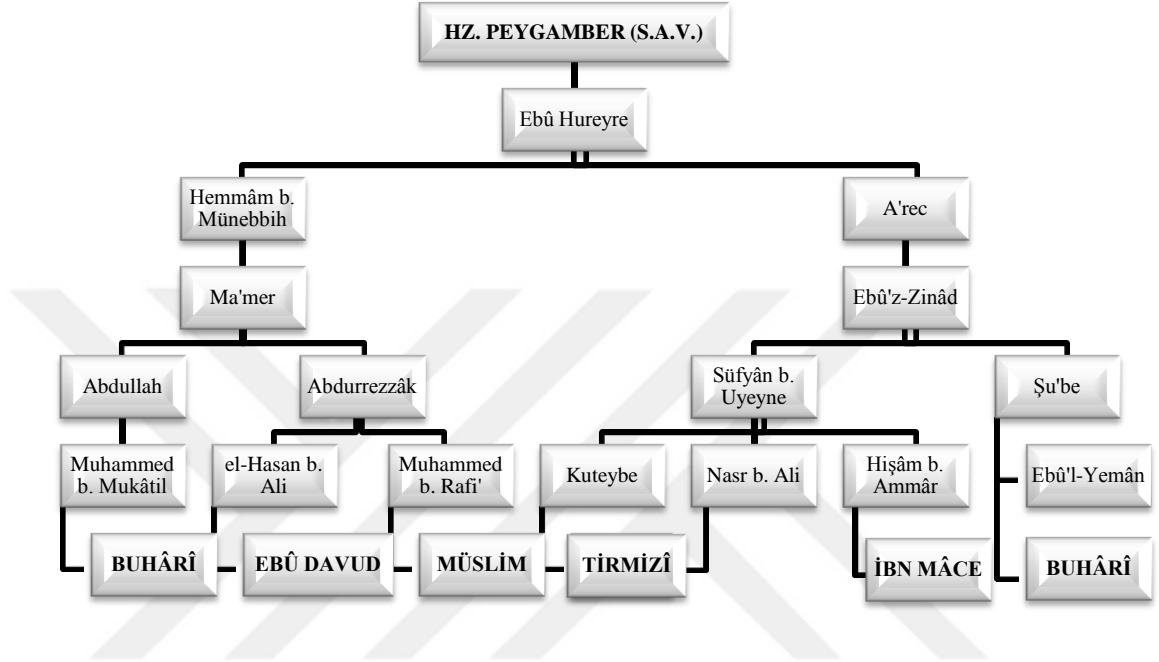 HZ. PEYGAMBER (S.A.V.)
Ebû Hureyre
Hemmâm b.
Münebbih
A'rec
Ma'mer
Ebû'z-Zinâd
Abdullah
Abdurrezzâk
Süfyân b.
Uyeyne
Şu'be
Muhammed
b. Mukâtil
el-Hasan b.
Ali
Muhammed
b. Rafi'
Kuteybe
Nasr b. Ali
Hişâm b.
Ammâr
Ebû'l-Yemân
BUHÂRÎ
EBÛ DAVUD
MÜSLİM
TİRMİZÎ
İBN MÂCE
BUHÂRÎ